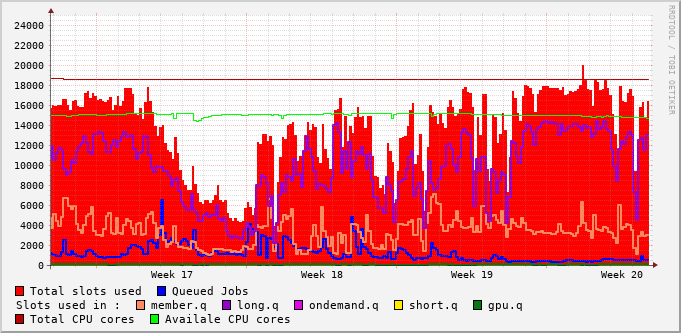 RRDTOOL / TOBI OETIKER
24000
22000
20000
18000
16000
14000
12000
10000
8000
6000
4000
2000
0
Week 17 Week 18 Week 19 Week 20
Total slots used Queued Jobs
Slots used in : member.q long.q ondemand.q short.q gpu.q
Total CPU cores Availale CPU cores